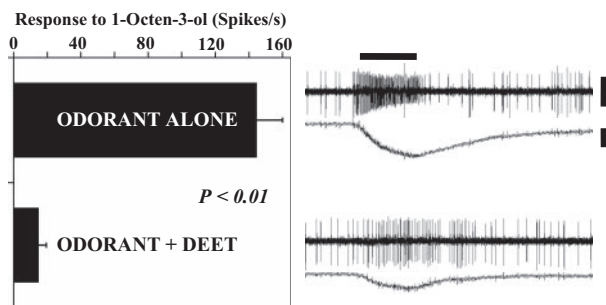 Response to 1-Octen-3-ol (Spikes/s)
0 40 80 120 160
ODORANT ALONE
P < 0.01
ODORANT + DEET